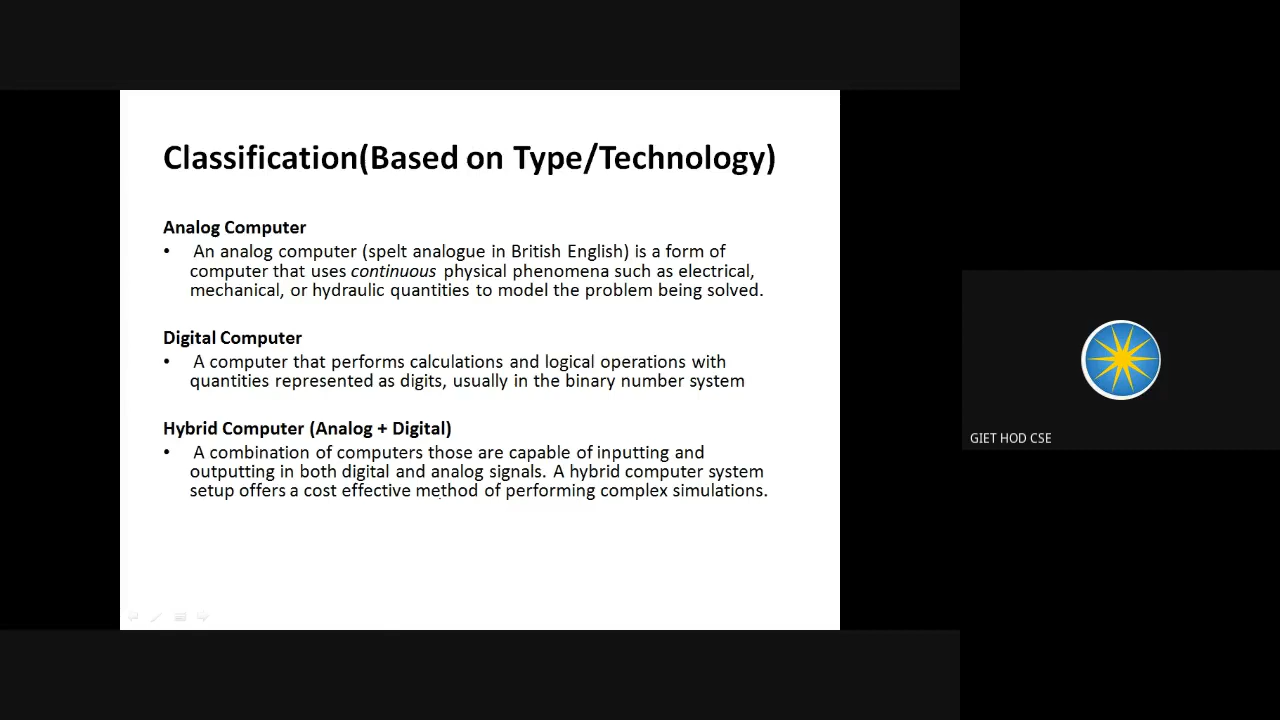 Classification(Based on Type/Technology)
Analog Computer
• An analog computer (spelt analogue in British English) is a form of
computer that uses continuous physical phenomena such as electrical,
mechanical, or hydraulic quantities to model the problem being solved.
Digital Computer
• A computer that performs calculations and logical operations with
quantities represented as digits, usually in the binary number system
Hybrid Computer (Analog + Digital)
• A combination of computers those are capable of inputting and
outputting in both digital and analog signals. A hybrid computer system
setup offers a cost effective method of performing complex simulations.
GIET HOD CSE